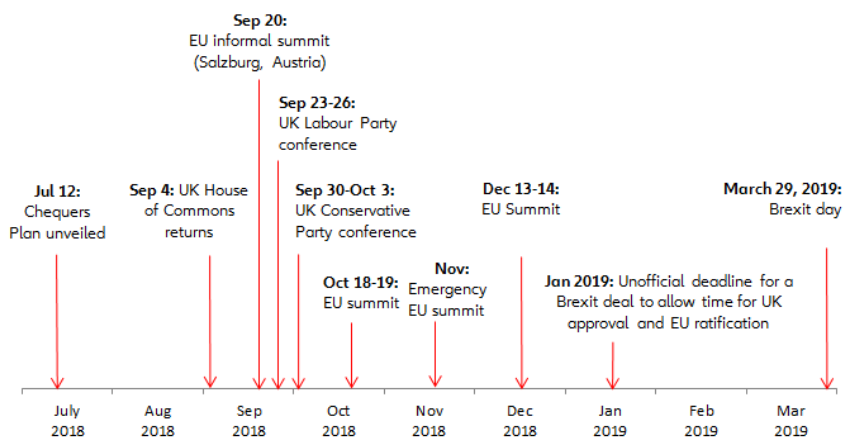 Sep 20:
EU informal summit
(Salzburg, Austria)
Sep 23-26:
UK Labour Party
conference
Jul 12:
Chequers
Plan unveiled
Sep 4: UK House
of Commons
returns
Sep 30-Oct 3:
UK Conservative
Party conference
Oct 18-19:
EU summit
Nov:
Emergency
EU summit
Dec 13-14:
EU Summit
Jan 2019: Unofficial deadline for a
Brexit deal to allow time for UK
approval and EU ratification
March 29, 2019:
Brexit day
July
2018
Aug
2018
Sep
2018
Oct
2018
Nov
2018
Dec
2018
Jan
2019
Feb
2019
Mar
2019